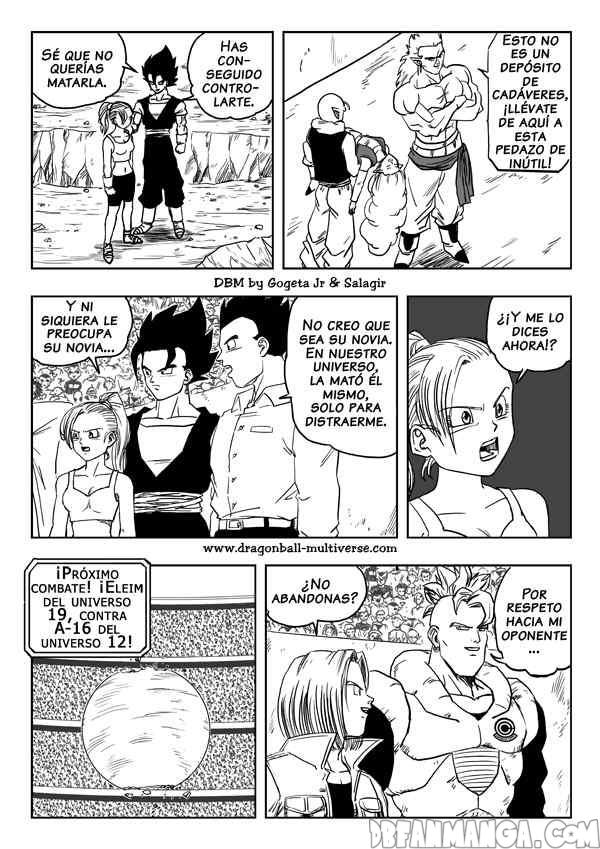 SÉ QUE NO
QUERÍAS
MATARLA.
HAS
CON-
SEGUIDO
CONTRO-
LARTE.
ESTO NO
ES UN
DEPÓSITO
DE
CADÁVERES,
¡LLÉVATE
DE AQUÍ A
ESTA
PEDAZO DE
INÚTIL!
DBM by Gogeta Jr & Salagir
Y NI
SIQUIERA LE
PREOCUPA
SU NOVIA...
NO CREO QUE
SEA SU NOVIA.
EN NUESTRO
UNIVERSO,
LA MATÓ ÉL
MISMO,
SOLO PARA
DISTRAERME.
¿¡Y ME LO
DICES
AHORA!?
www.dragonball-multiverse.com
¡PRÓXIMO
COMBATE! ¡ELEIM
DEL UNIVERSO
19, CONTRA
A-16 DEL
UNIVERSO 12!
¿NO
ABANDONAS?
POR
RESPETO
HACIA MI
OPONENTE
...
DBFANMANGA.COM